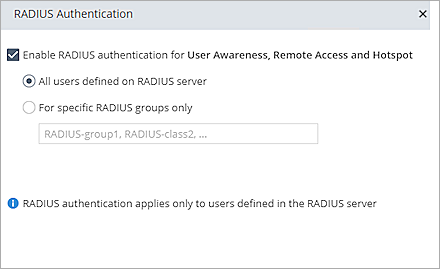 RADIUS Authentication
Enable RADIUS authentication for User Awareness, Remote Access and Hotspot
All users defined on RADIUS server
For specific RADIUS groups only
RADIUS-group1, RADIUS-class2, ...
RADIUS authentication applies only to users defined in the RADIUS server